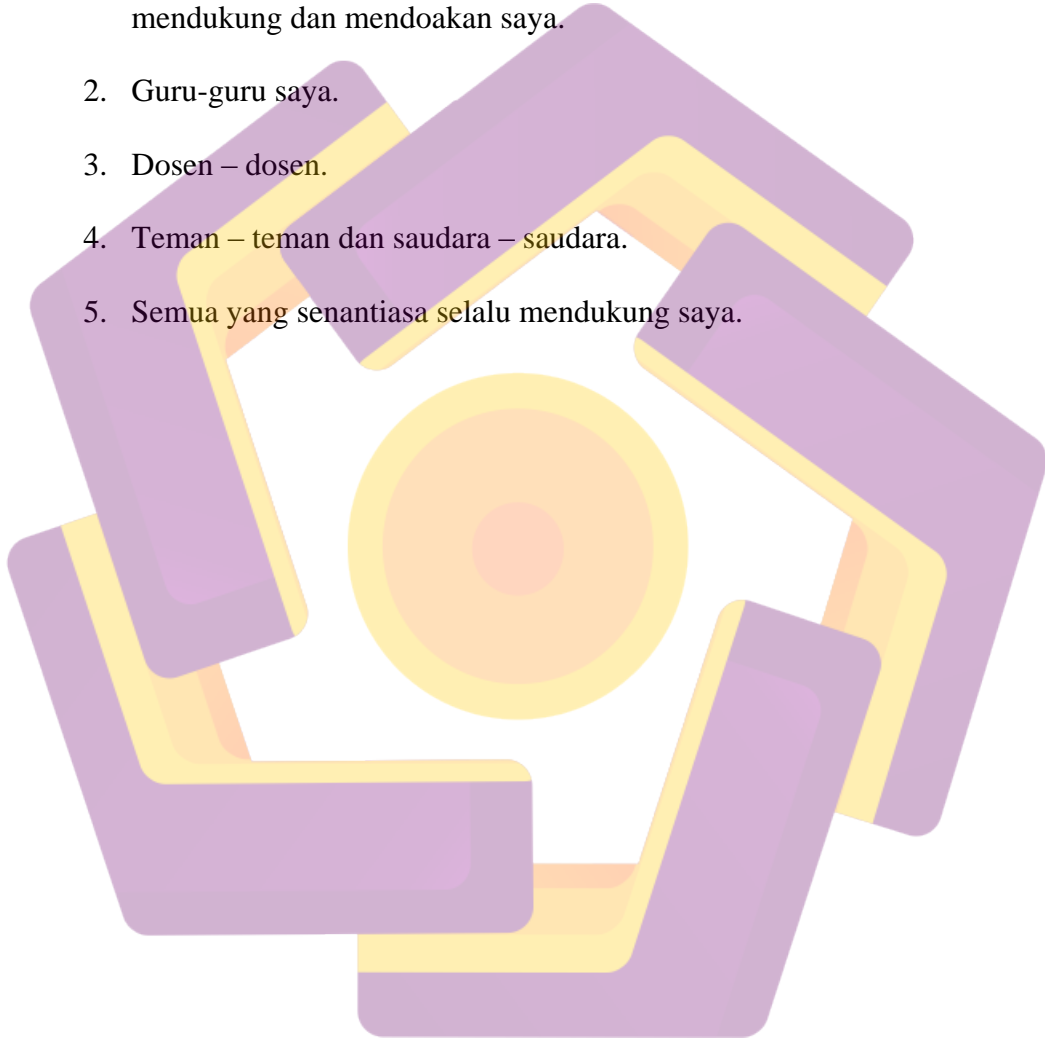 mendukung dan mendoakan saya.
2. Guru-guru saya.
3. Dosen – dosen.
4. Teman – teman dan saudara – saudara.
5. Semua yang senantiasa selalu mendukung saya.